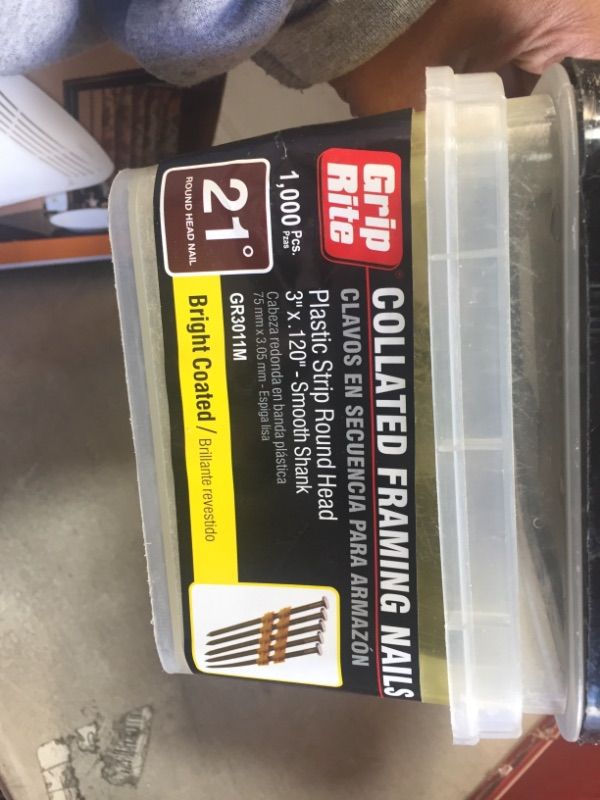 Grip
Rite®
COLLATED FRAMING NAILS
CLAVOS EN SECUENCIA PARA ARMAZÓN
1,000 Pcs.
Pzas
Plastic Strip Round Head
3" x .120" - Smooth Shank
Cabeza redonda en banda plástica
75 mm x 3.05 mm - Espiga lisa
GR3011M
21°
ROUND HEAD NAIL
Bright Coated / Brillante revestido